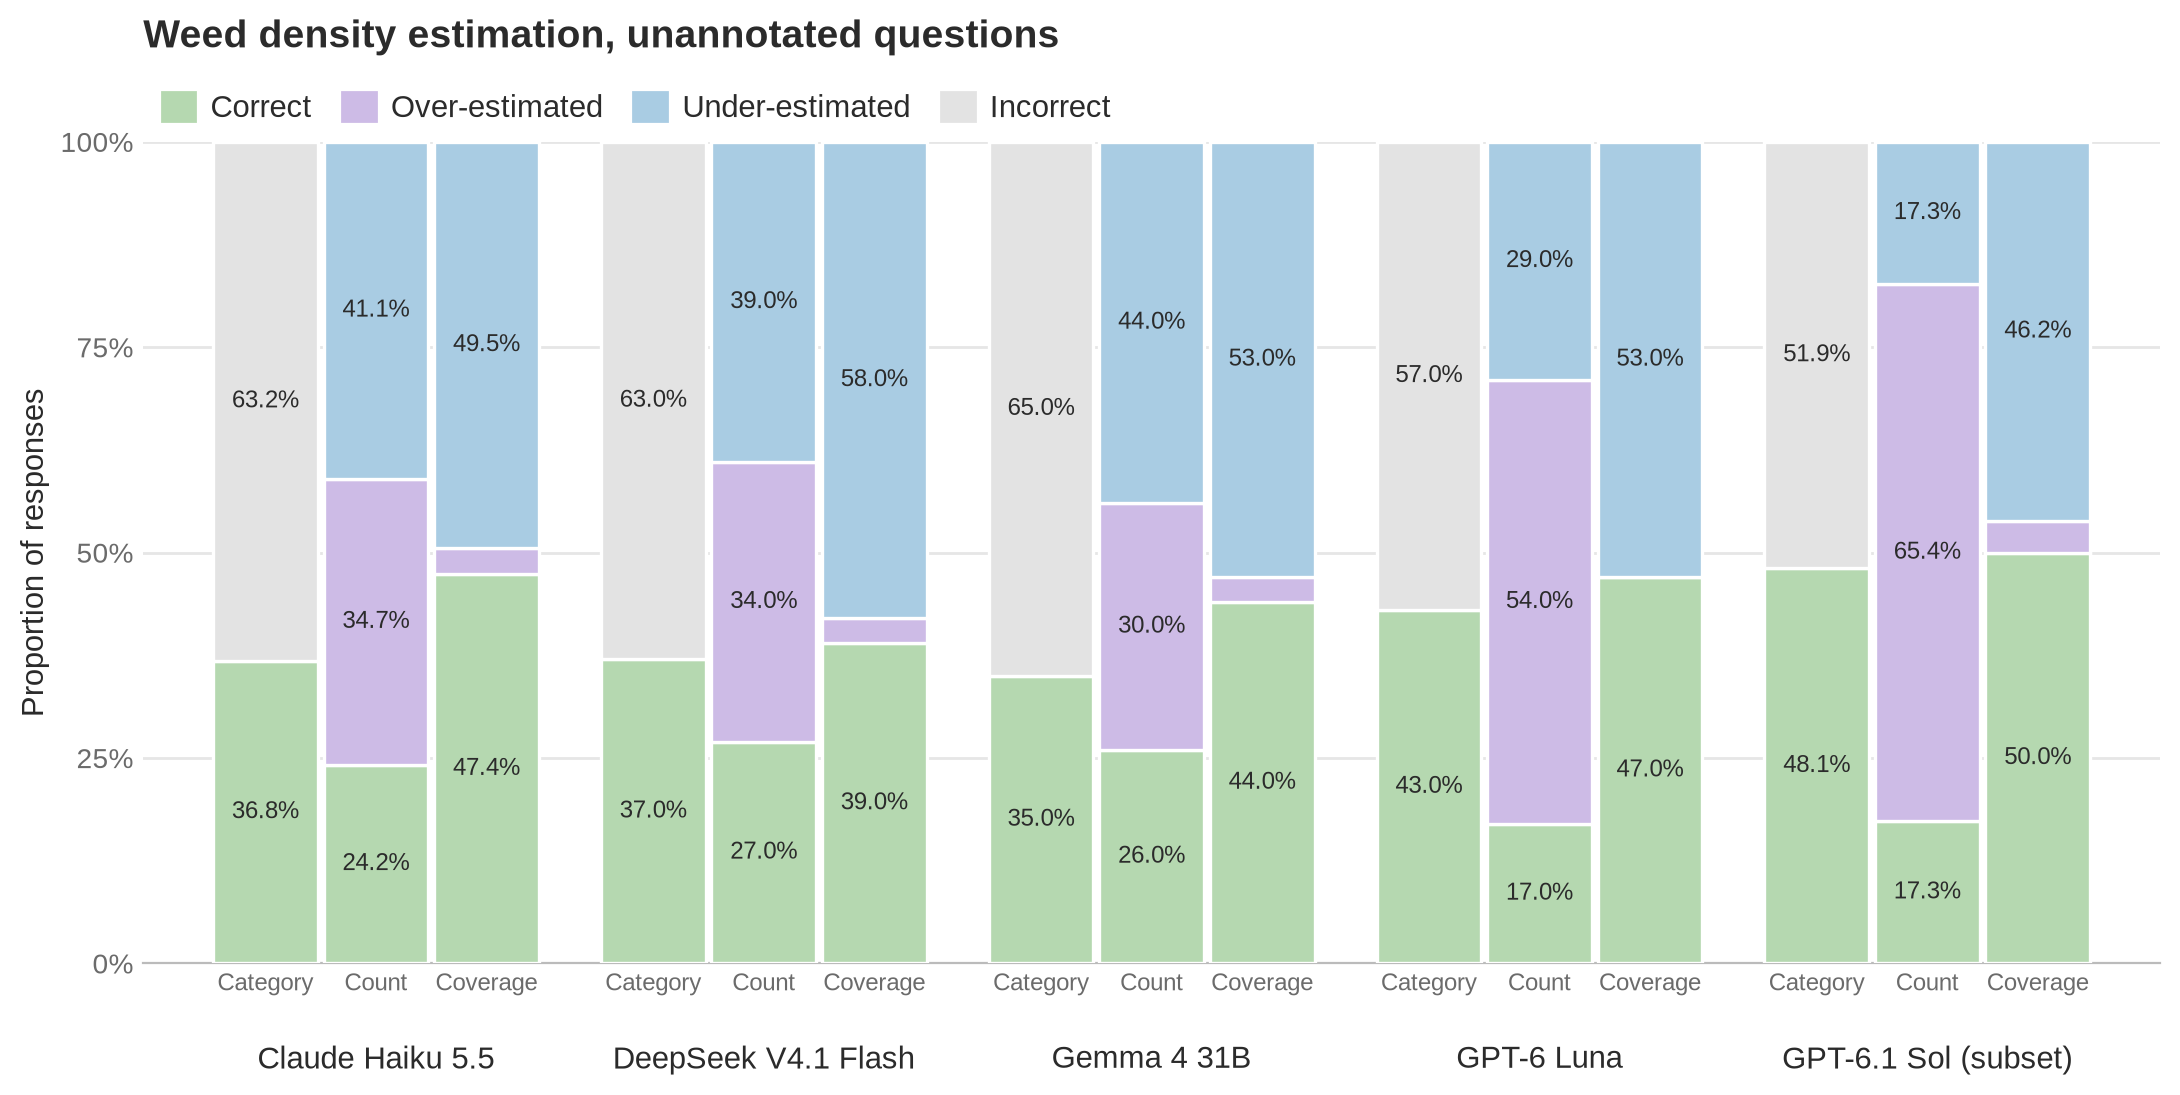 Weed density estimation, unannotated questions
Correct Over-estimated Under-estimated Incorrect
Proportion of responses
100%
75%
50%
25%
0%
63.2% 41.1% 49.5% 63.0% 39.0% 58.0% 65.0% 44.0% 53.0% 57.0% 29.0% 53.0% 51.9% 17.3% 46.2%
34.7% 34.0% 30.0% 54.0% 65.4%
36.8% 24.2% 47.4% 37.0% 27.0% 39.0% 35.0% 26.0% 44.0% 43.0% 17.0% 47.0% 48.1% 17.3% 50.0%
Category Count Coverage Category Count Coverage Category Count Coverage Category Count Coverage Category Count Coverage
Claude Haiku 5.5 DeepSeek V4.1 Flash Gemma 4 31B GPT-6 Luna GPT-6.1 Sol (subset)